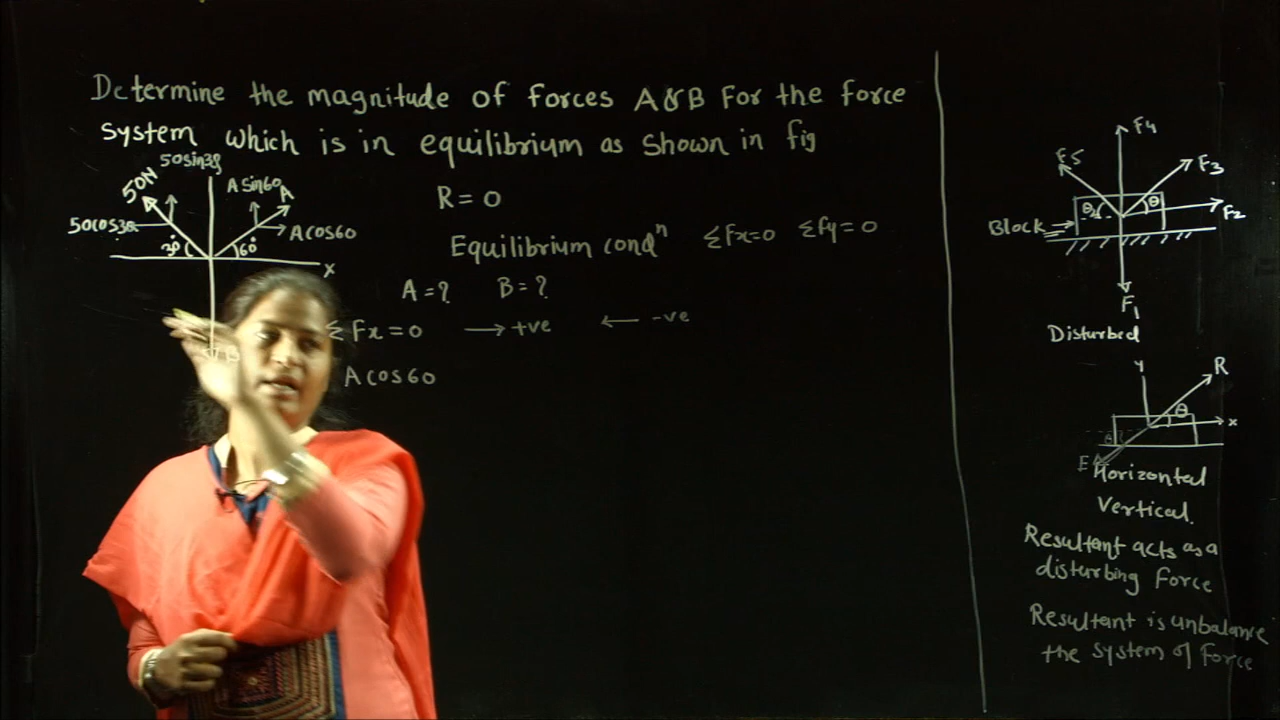 Determine the magnitude of forces A & B For the force
System which is in equilibrium as shown in fig
50sin30
50N
A sin60
A
50cos30
A cos60
30
60°
x
B
R = 0
Equilibrium condⁿ ΣFx=0 ΣFy=0
A = ? B = ?
ΣFx = 0 → +ve ← -ve
A cos60
F4
F5
F3
θ
θ
F2
Block
F1
Disturbed
y
R
θ
x
E
Horizontal
Vertical.
Resultant acts as a
disturbing force
Resultant is unbalance
the system of Force